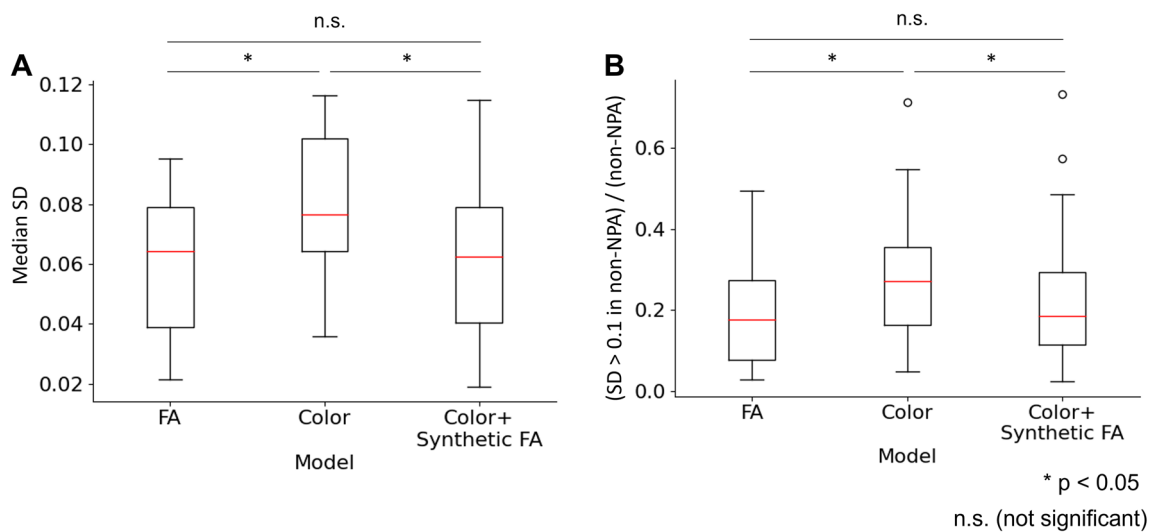 n.s.
A
*
*
Median SD
0.12
0.10
0.08
0.06
0.04
0.02
FA
Color
Color+
Synthetic FA
Model
n.s.
B
*
*
(SD > 0.1 in non-NPA) / (non-NPA)
0.6
0.4
0.2
0.0
FA
Color
Color+
Synthetic FA
Model
* p < 0.05
n.s. (not significant)